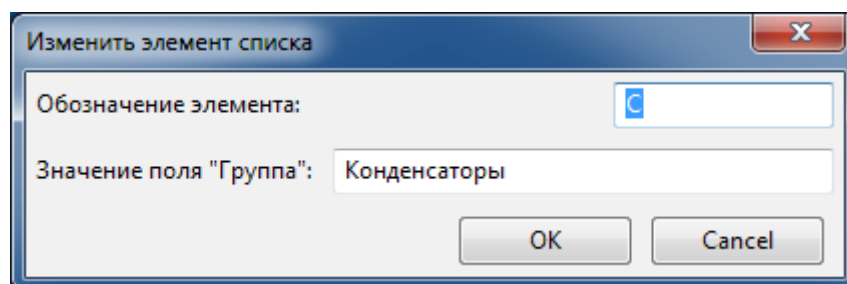 Изменить элемент списка
Обозначение элемента: C
Значение поля "Группа": Конденсаторы
OK Cancel